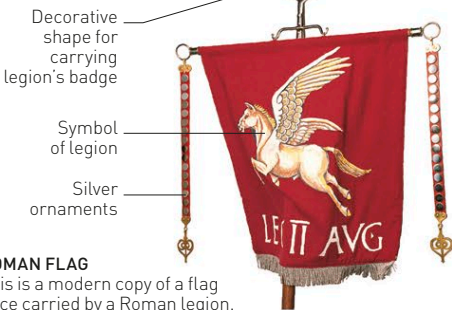 Decorative
shape for
carrying
legion's badge
Symbol
of legion
Silver
ornaments
LEG II AVG
OMAN FLAG
is is a modern copy of a flag
ce carried by a Roman legion.